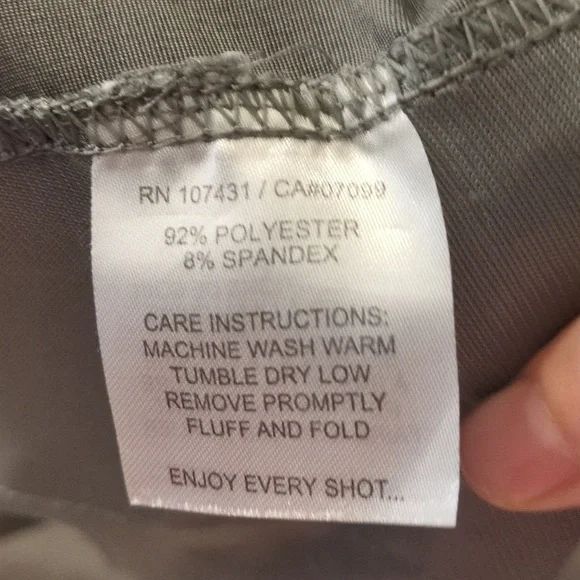 RN 107431 / CA#07099
92% POLYESTER
8% SPANDEX
CARE INSTRUCTIONS:
MACHINE WASH WARM
TUMBLE DRY LOW
REMOVE PROMPTLY
FLUFF AND FOLD
ENJOY EVERY SHOT...